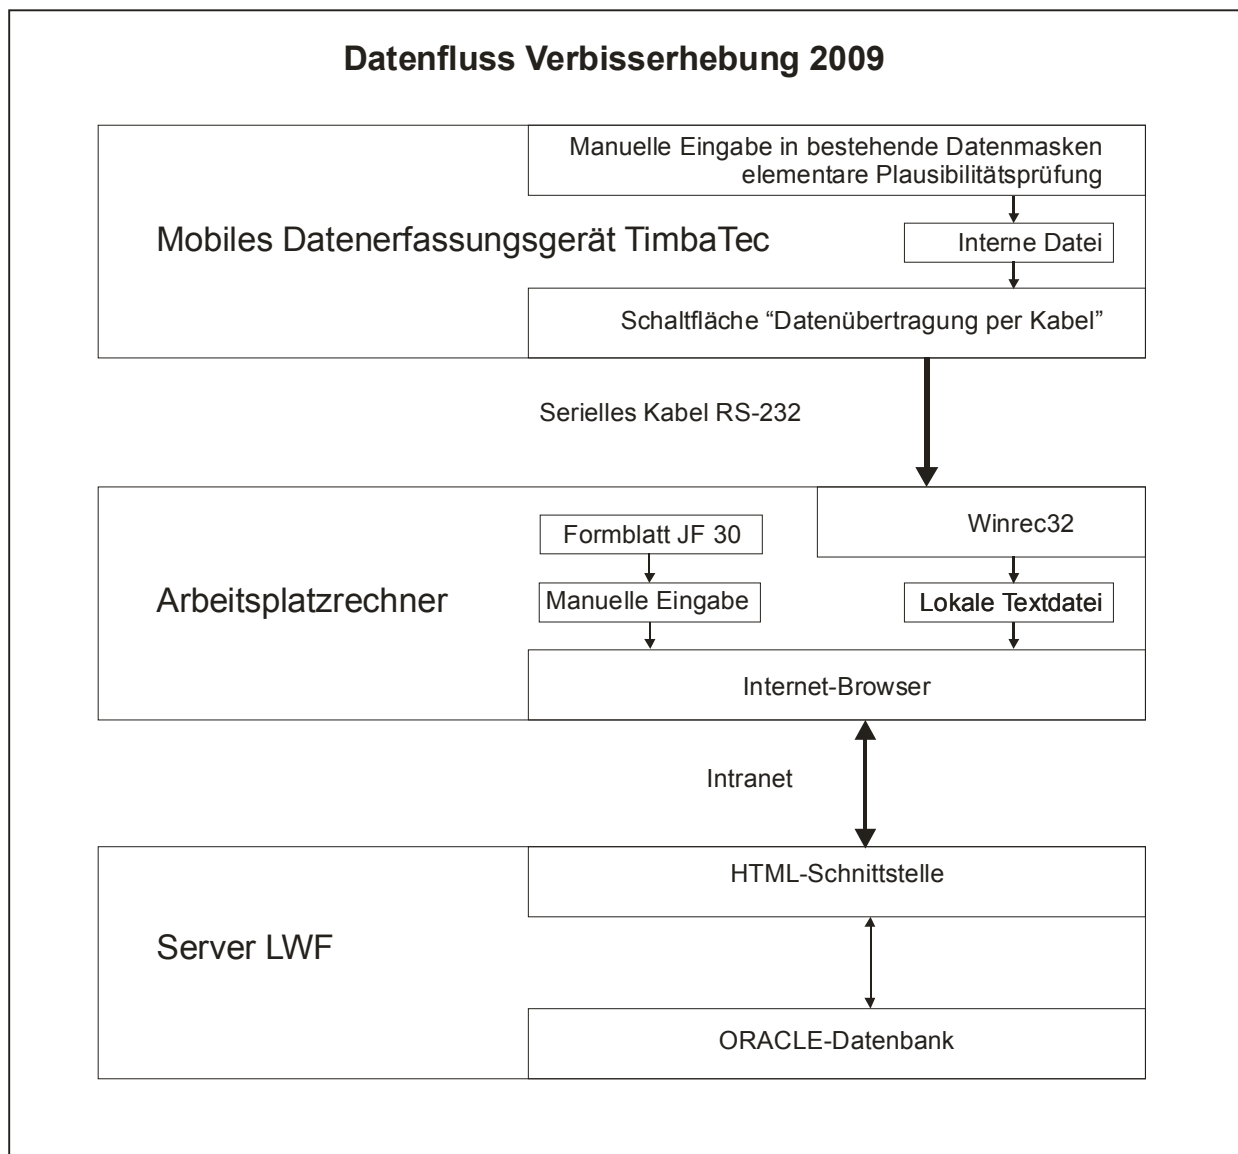 Datenfluss Verbisserhebung 2009
Manuelle Eingabe in bestehende Datenmasken
elementare Plausibilitätsprüfung
Mobiles Datenerfassungsgerät TimbaTec
Interne Datei
Schaltfläche “Datenübertragung per Kabel”
Serielles Kabel RS-232
Winrec32
Formblatt JF 30
Arbeitsplatzrechner
Manuelle Eingabe
Lokale Textdatei
Internet-Browser
Intranet
HTML-Schnittstelle
Server LWF
ORACLE-Datenbank